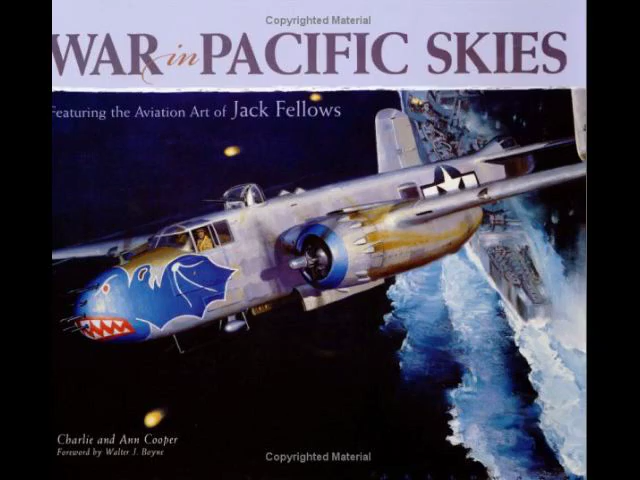 Copyrighted Material
WAR in PACIFIC SKIES
Featuring the Aviation Art of Jack Fellows
Charlie and Ann Cooper
Foreword by Walter J. Boyne
Copyrighted Material